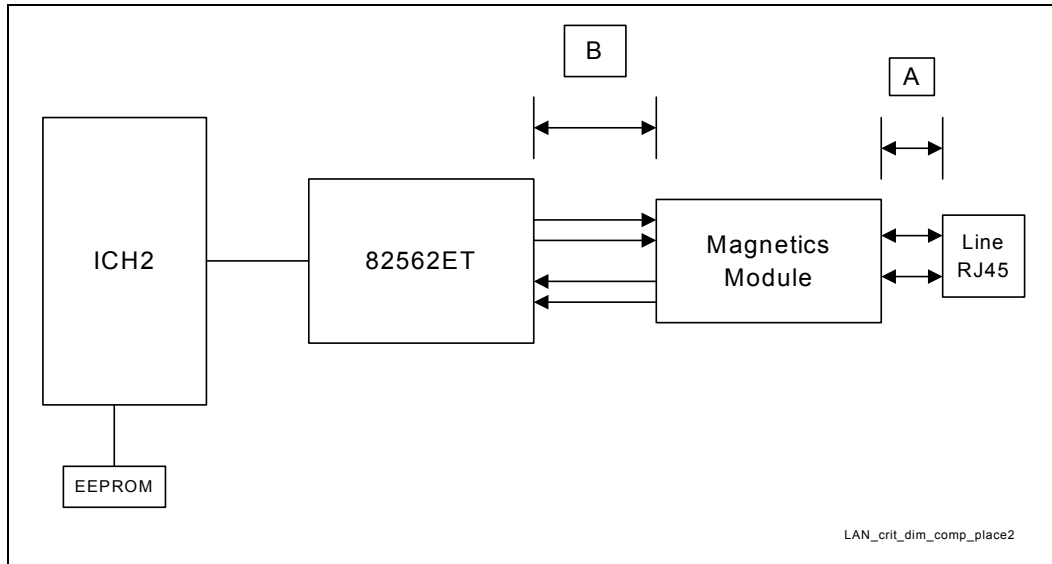 B
A
ICH2
82562ET
Magnetics
Module
Line
RJ45
EEPROM
LAN_crit_dim_comp_place2